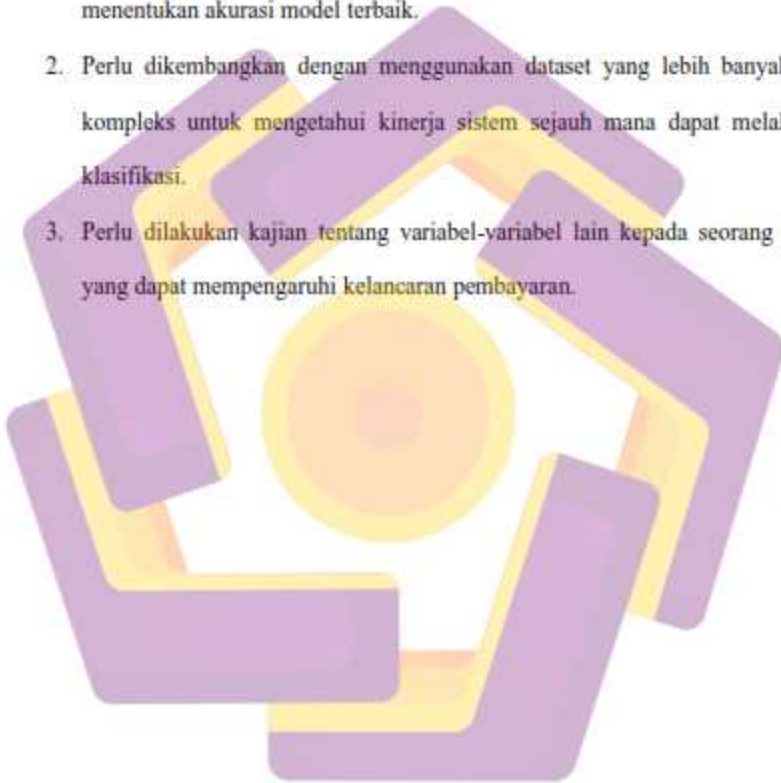 menentukan akurasi model terbaik.
2. Perlu dikembangkan dengan menggunakan dataset yang lebih banyak
kompleks untuk mengetahui kinerja sistem sejauh mana dapat
klasifikasi.
3. Perlu dilakukan kajian tentang variabel-variabel lain kepada seorang
yang dapat mempengaruhi kelancaran pembayaran.